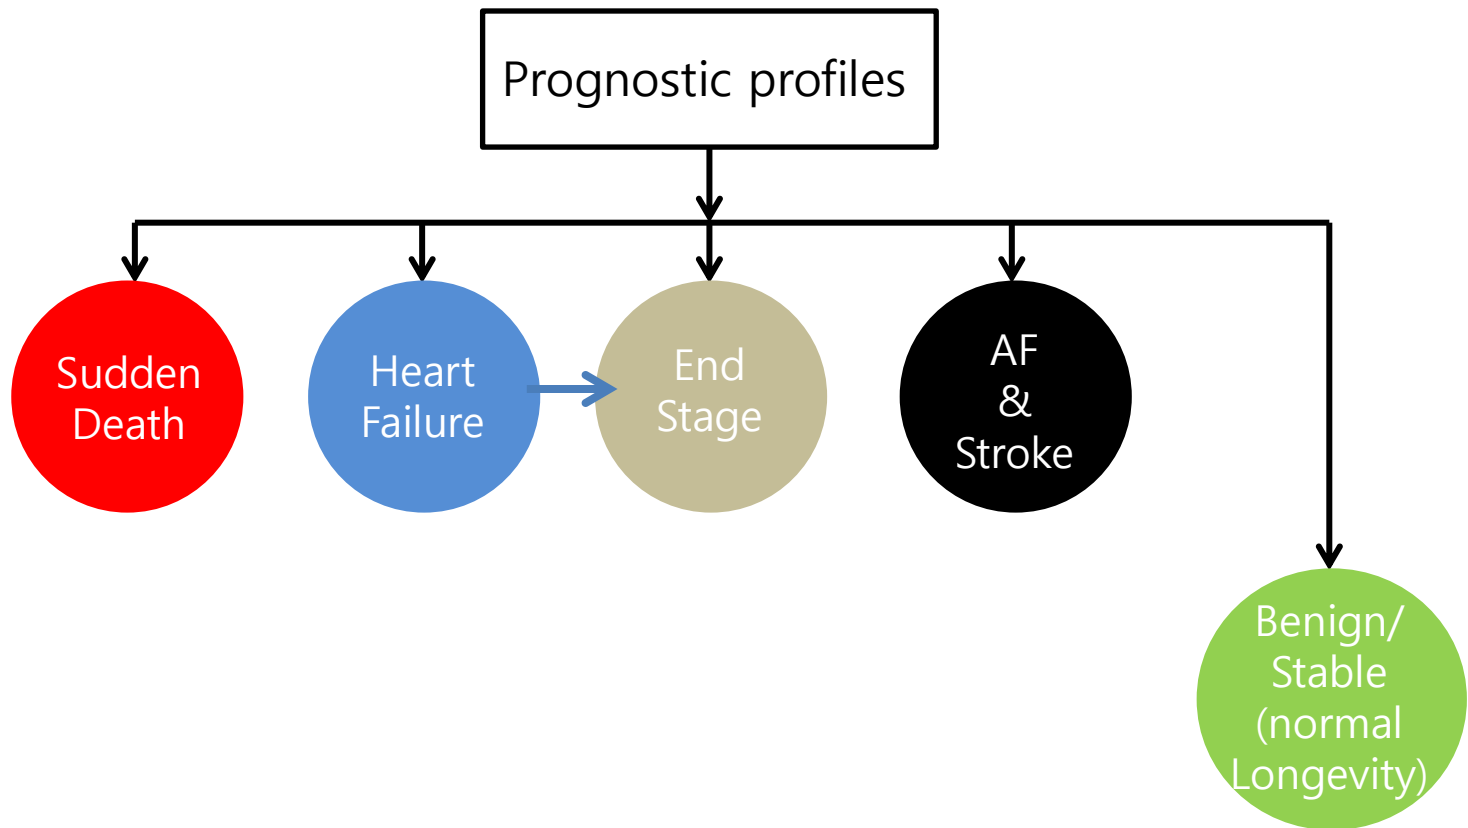 Prognostic profiles
Sudden
Death
Heart
Failure
End
Stage
AF
&
Stroke
Benign/
Stable
(normal
Longevity)